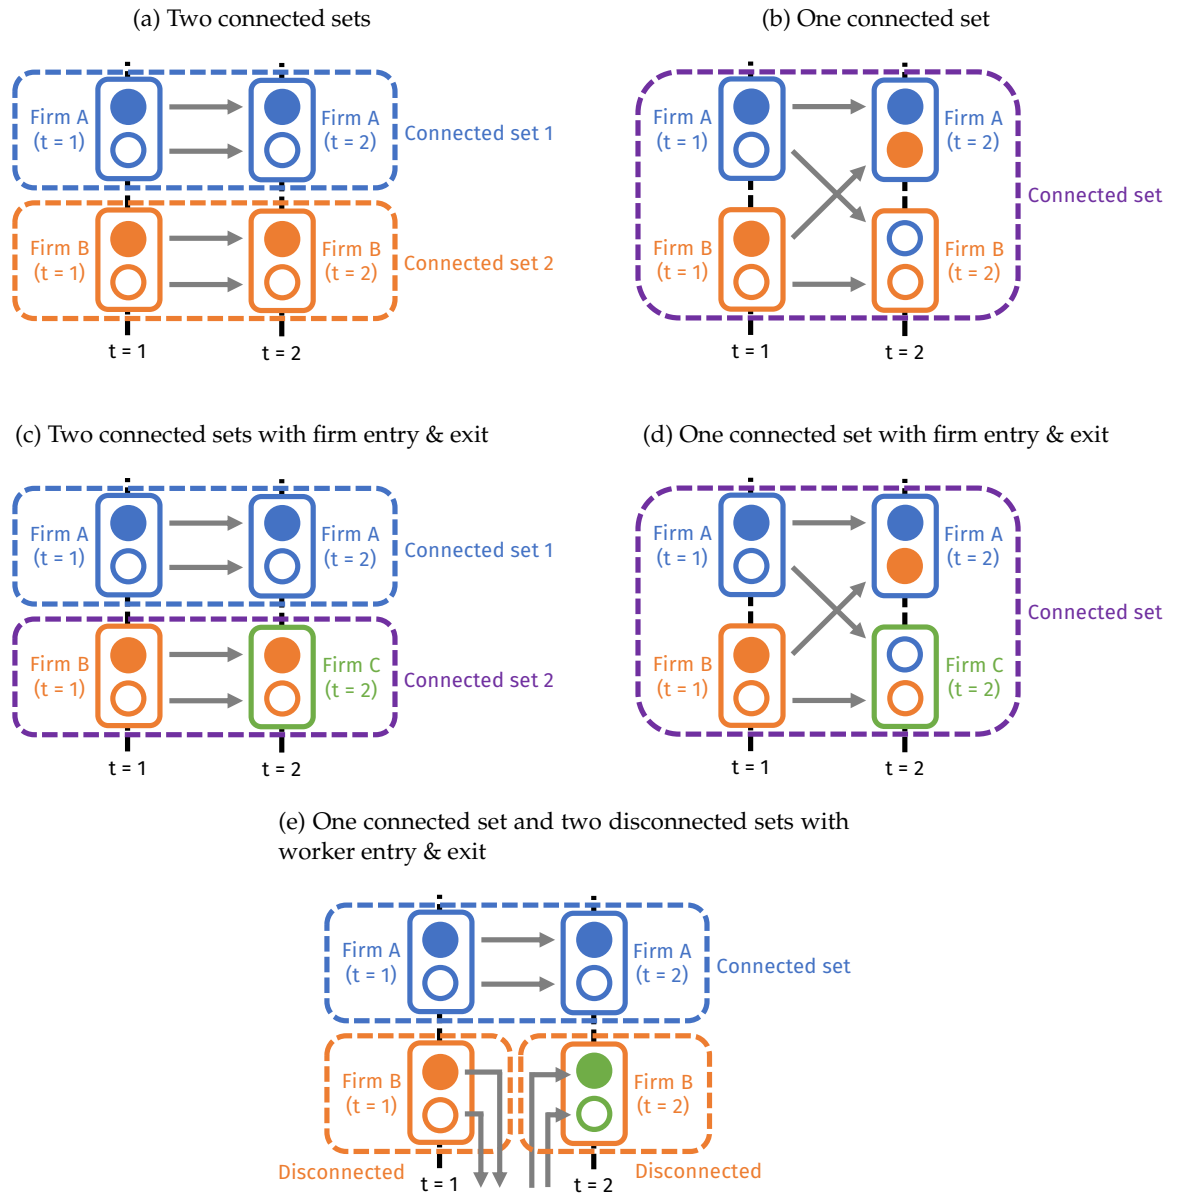 (a) Two connected sets
Firm A
(t = 1)
Firm A
(t = 2)
Connected set 1
Firm B
(t = 1)
Firm B
(t = 2)
Connected set 2
t = 1
t = 2
(b) One connected set
Firm A
(t = 1)
Firm A
(t = 2)
Connected set
Firm B
(t = 1)
Firm B
(t = 2)
t = 1
t = 2
(c) Two connected sets with firm entry & exit
Firm A
(t = 1)
Firm A
(t = 2)
Connected set 1
Firm B
(t = 1)
Firm C
(t = 2)
Connected set 2
t = 1
t = 2
(d) One connected set with firm entry & exit
Firm A
(t = 1)
Firm A
(t = 2)
Connected set
Firm B
(t = 1)
Firm C
(t = 2)
t = 1
t = 2
(e) One connected set and two disconnected sets with
worker entry & exit
Firm A
(t = 1)
Firm A
(t = 2)
Connected set
Firm B
(t = 1)
Firm B
(t = 2)
Disconnected
Disconnected
t = 1
t = 2